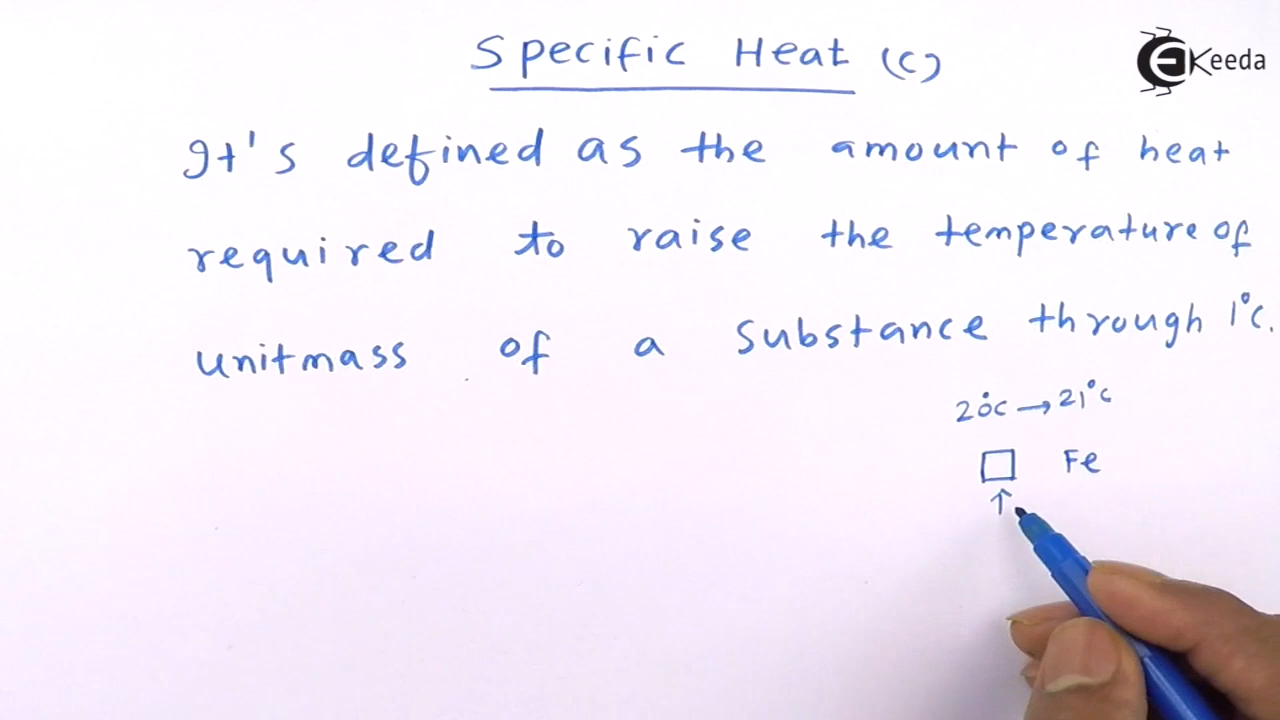 Specific Heat (C)
EKeeda
It's defined as the amount of heat
required to raise the temperature of
unitmass of a substance through 1°C.
20°C → 21°C
Fe
↑